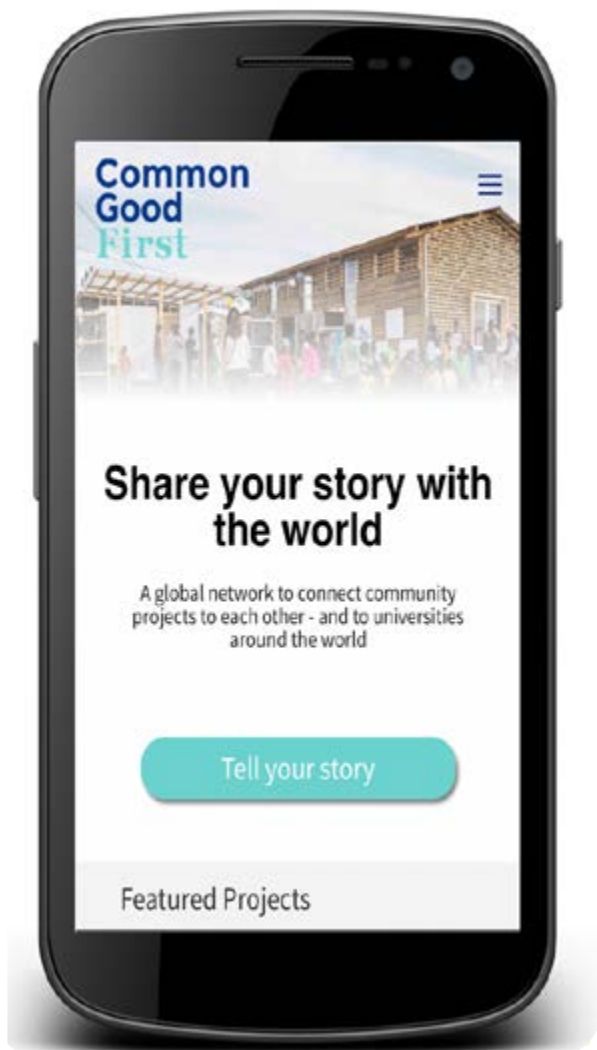 Common
Good
First
Share your story with
the world
A global network to connect community
projects to each other - and to universities
around the world
Tell your story
Featured Projects